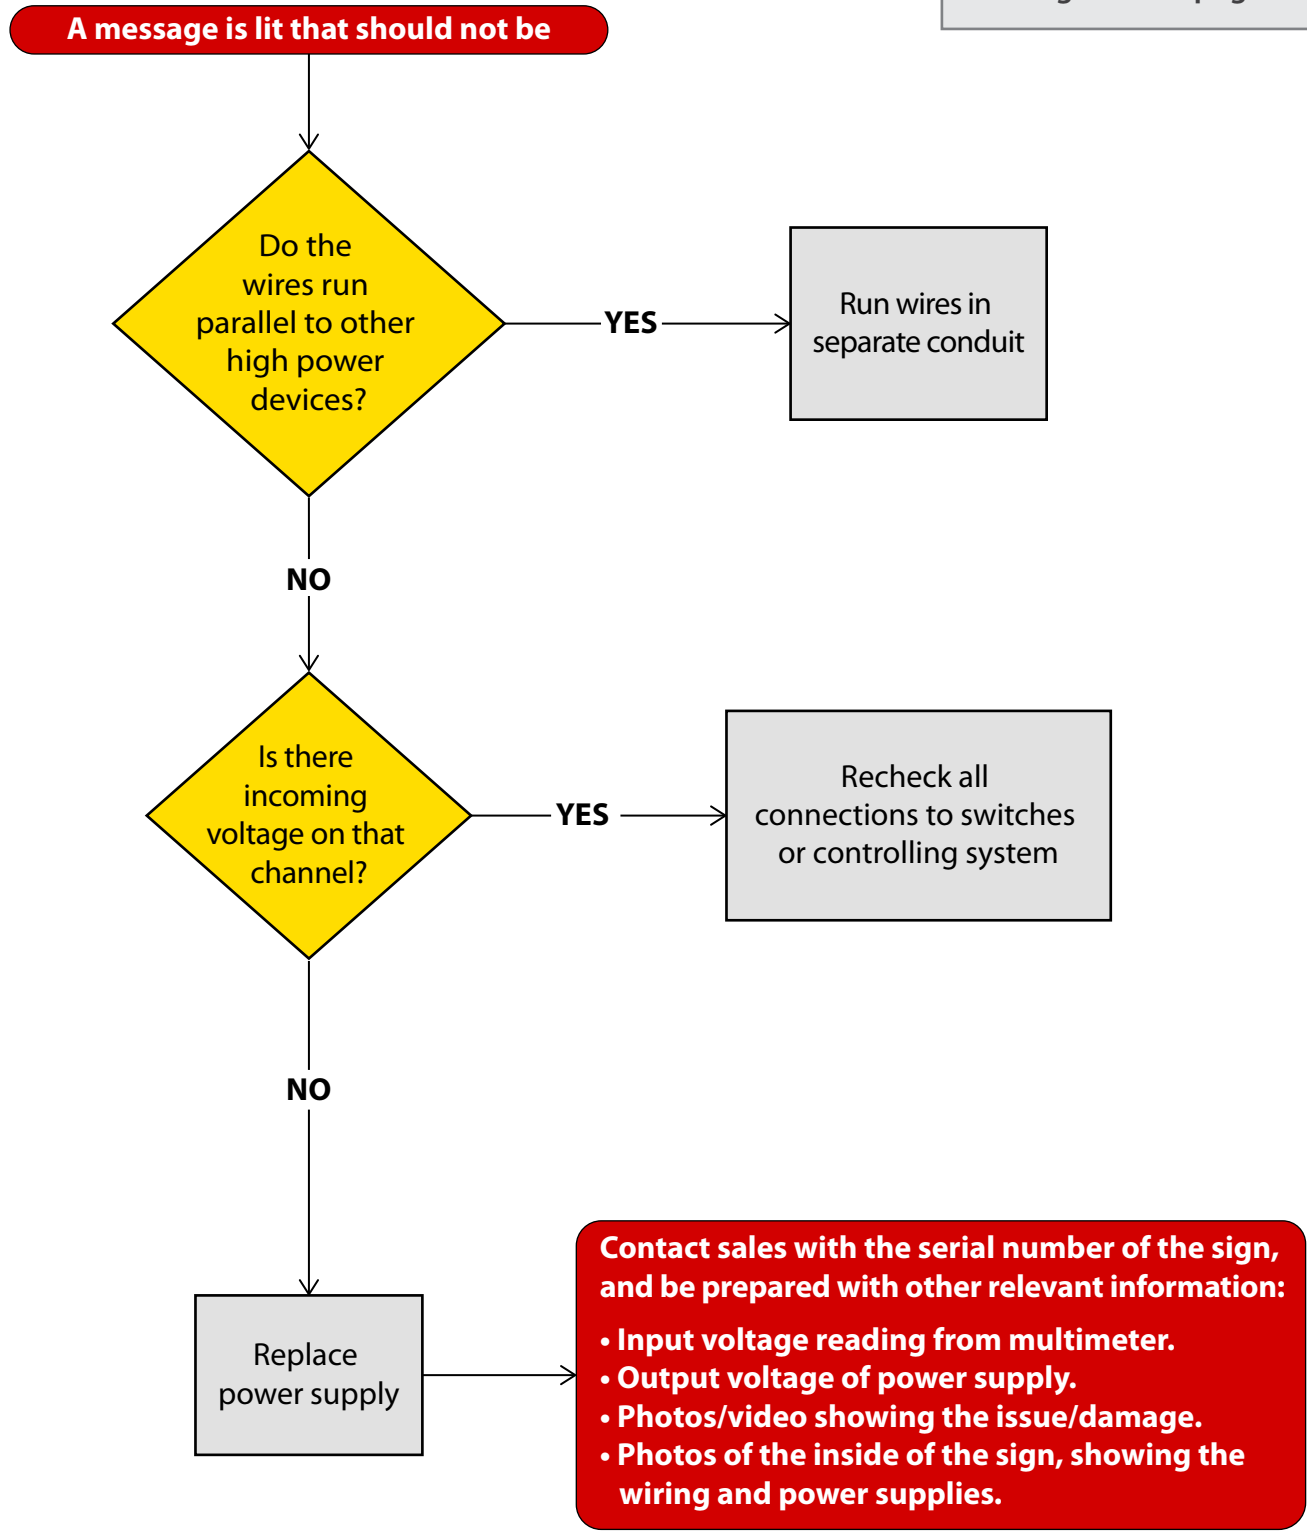 A message is lit that should not be
Do the
wires run
parallel to other
high power
devices?
YES
Run wires in
separate conduit
NO
Is there
incoming
voltage on that
channel?
YES
Recheck all
connections to switches
or controlling system
NO
Replace
power supply
Contact sales with the serial number of the sign,
and be prepared with other relevant information:
• Input voltage reading from multimeter.
• Output voltage of power supply.
• Photos/video showing the issue/damage.
• Photos of the inside of the sign, showing the
wiring and power supplies.